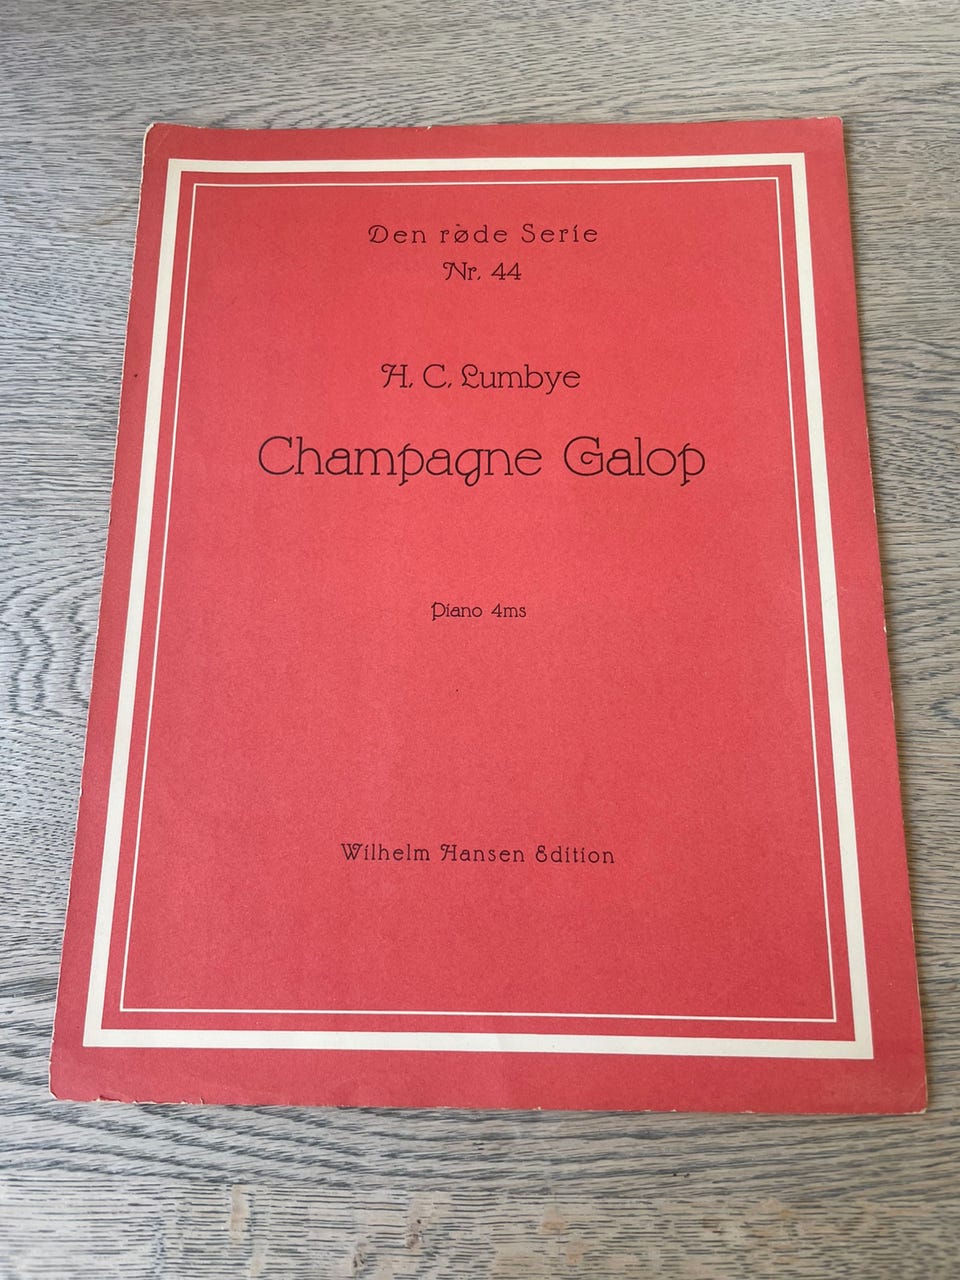 Den røde Serie
Nr. 44
H. C. Lumbye
Champagne Galop
Piano 4ms
Wilhelm Hansen Edition